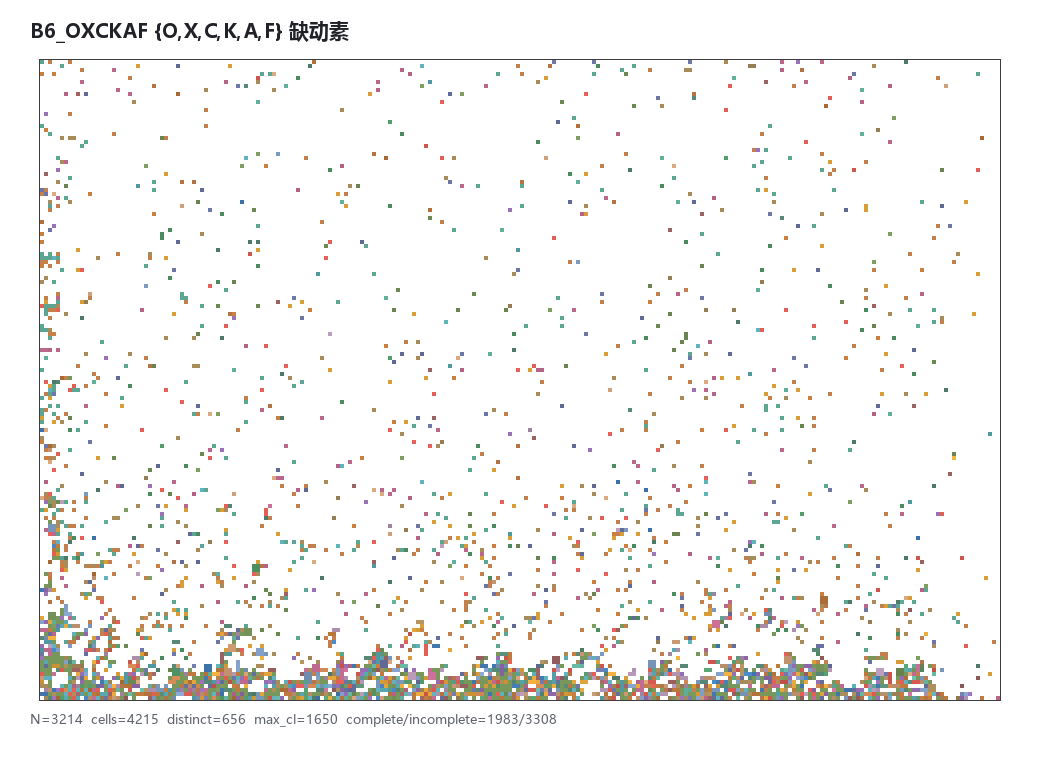 B6_OXCKAF {O,X,C,K,A,F} 缺动素
N=3214 cells=4215 distinct=656 max_cl=1650 complete/incomplete=1983/3308